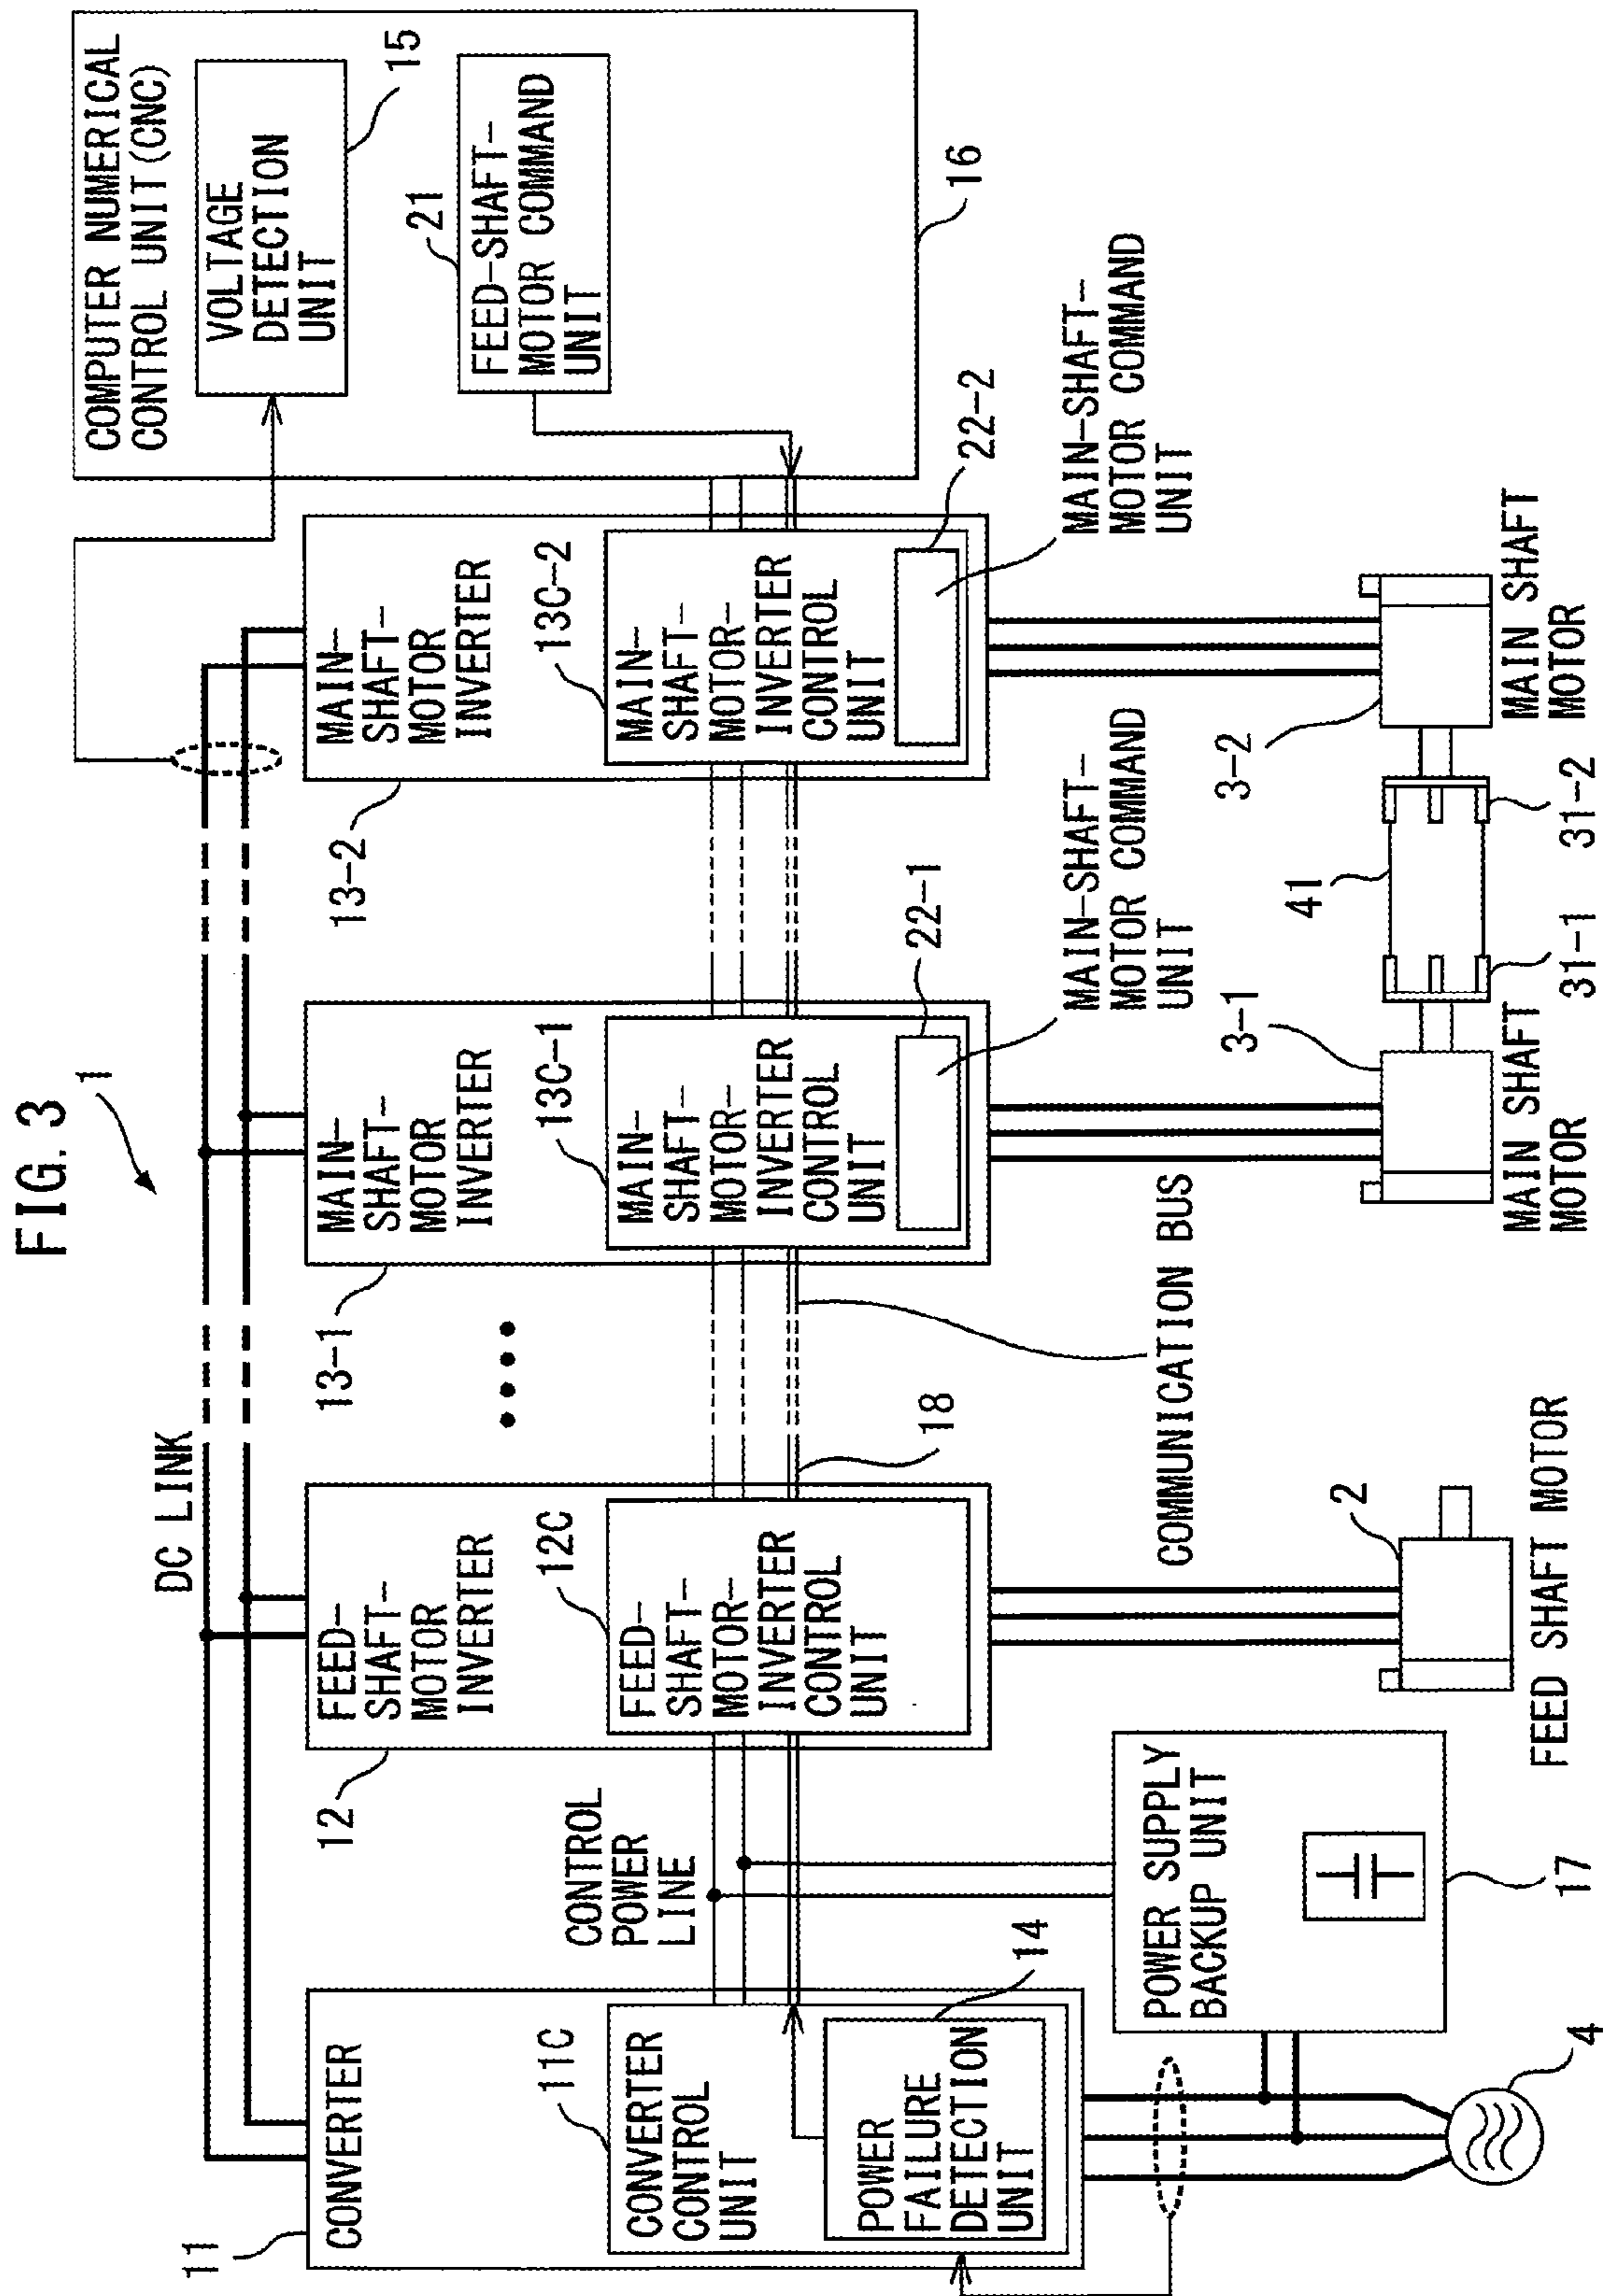 FIG. 3
1
DC LINK
11
CONVERTER
11C
CONVERTER
CONTROL
UNIT
POWER
FAILURE
DETECTION
UNIT
14
CONTROL
POWER
LINE
12
FEED-
SHAFT-
MOTOR
INVERTER
12C
FEED-
SHAFT-
MOTOR-
INVERTER
CONTROL
UNIT
18
COMMUNICATION BUS
13-1
MAIN-
SHAFT-
MOTOR
INVERTER
13C-1
MAIN-
SHAFT-
MOTOR-
INVERTER
CONTROL
UNIT
22-1
MAIN-SHAFT-
MOTOR COMMAND
UNIT
13-2
MAIN-
SHAFT-
MOTOR
INVERTER
13C-2
MAIN-
SHAFT-
MOTOR-
INVERTER
CONTROL
UNIT
22-2
MAIN-SHAFT-
MOTOR COMMAND
UNIT
COMPUTER NUMERICAL
CONTROL UNIT(CNC)
VOLTAGE
DETECTION
UNIT
15
21
FEED-SHAFT-
MOTOR COMMAND
UNIT
16
4
POWER SUPPLY
BACKUP UNIT
17
2
FEED SHAFT MOTOR
3-1
MAIN SHAFT
MOTOR
31-1
41
31-2
3-2
MAIN SHAFT
MOTOR